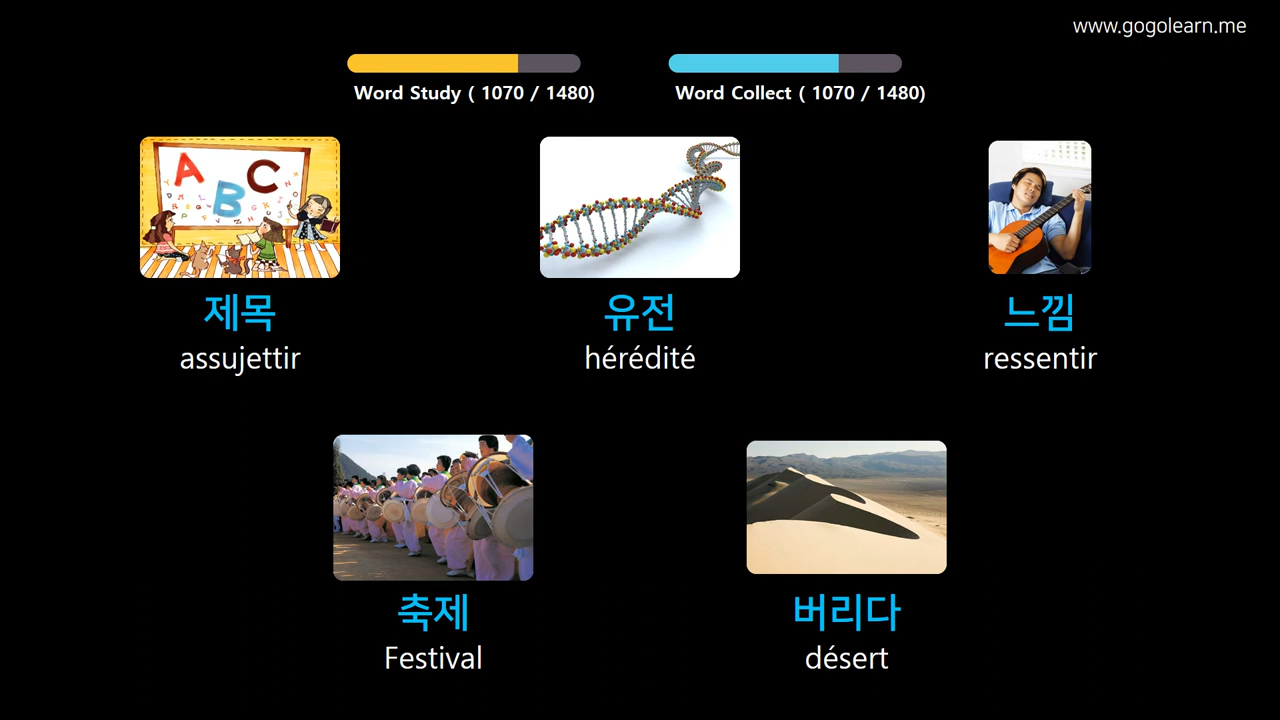 www.gogolearn.me
Word Study ( 1070 / 1480)
Word Collect ( 1070 / 1480)
A B C
제목
assujettir
유전
hérédité
느낌
ressentir
축제
Festival
버리다
désert